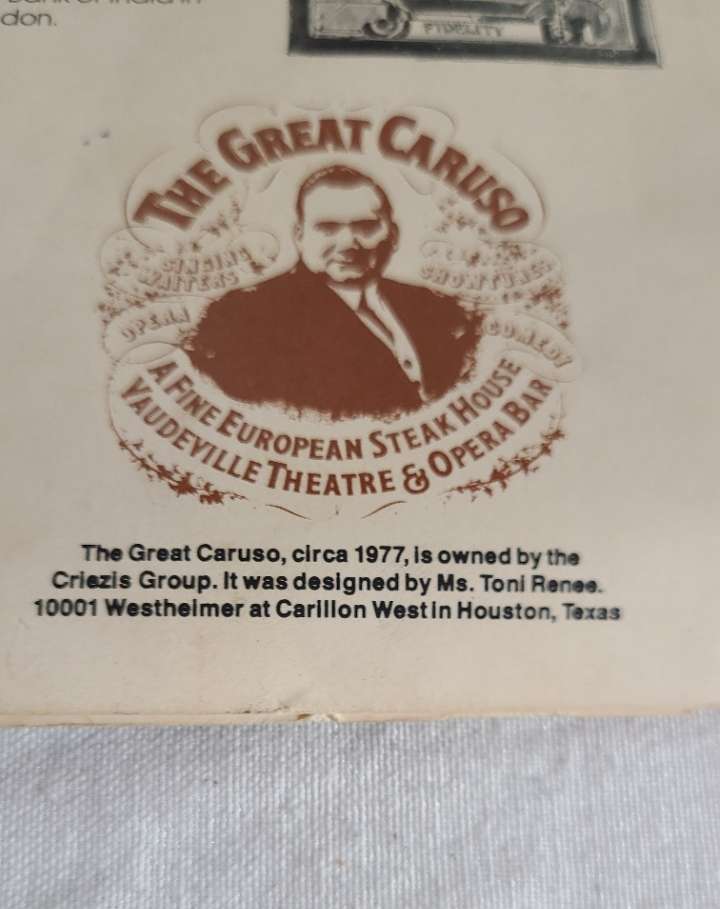 don.
FIDELITY
THE GREAT CARUSO
SINGING
WAITERS
SHOWTUNES
OPERA
COMEDY
A FINE EUROPEAN STEAK HOUSE
VAUDEVILLE THEATRE & OPERA BAR
The Great Caruso, circa 1977, is owned by the
Criezis Group. It was designed by Ms. Toni Renee.
10001 Westheimer at Carillon West in Houston, Texas